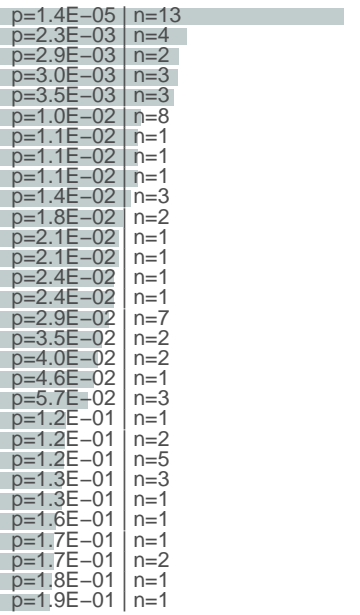 p=1.4E−05 | n=13
p=2.3E−03 | n=4
p=2.9E−03 | n=2
p=3.0E−03 | n=3
p=3.5E−03 | n=3
p=1.0E−02 | n=8
p=1.1E−02 | n=1
p=1.1E−02 | n=1
p=1.1E−02 | n=1
p=1.4E−02 | n=3
p=1.8E−02 | n=2
p=2.1E−02 | n=1
p=2.1E−02 | n=1
p=2.4E−02 | n=1
p=2.4E−02 | n=1
p=2.9E−02 | n=7
p=3.5E−02 | n=2
p=4.0E−02 | n=2
p=4.6E−02 | n=1
p=5.7E−02 | n=3
p=1.2E−01 | n=1
p=1.2E−01 | n=2
p=1.2E−01 | n=5
p=1.3E−01 | n=3
p=1.3E−01 | n=1
p=1.6E−01 | n=1
p=1.7E−01 | n=1
p=1.7E−01 | n=2
p=1.8E−01 | n=1
p=1.9E−01 | n=1